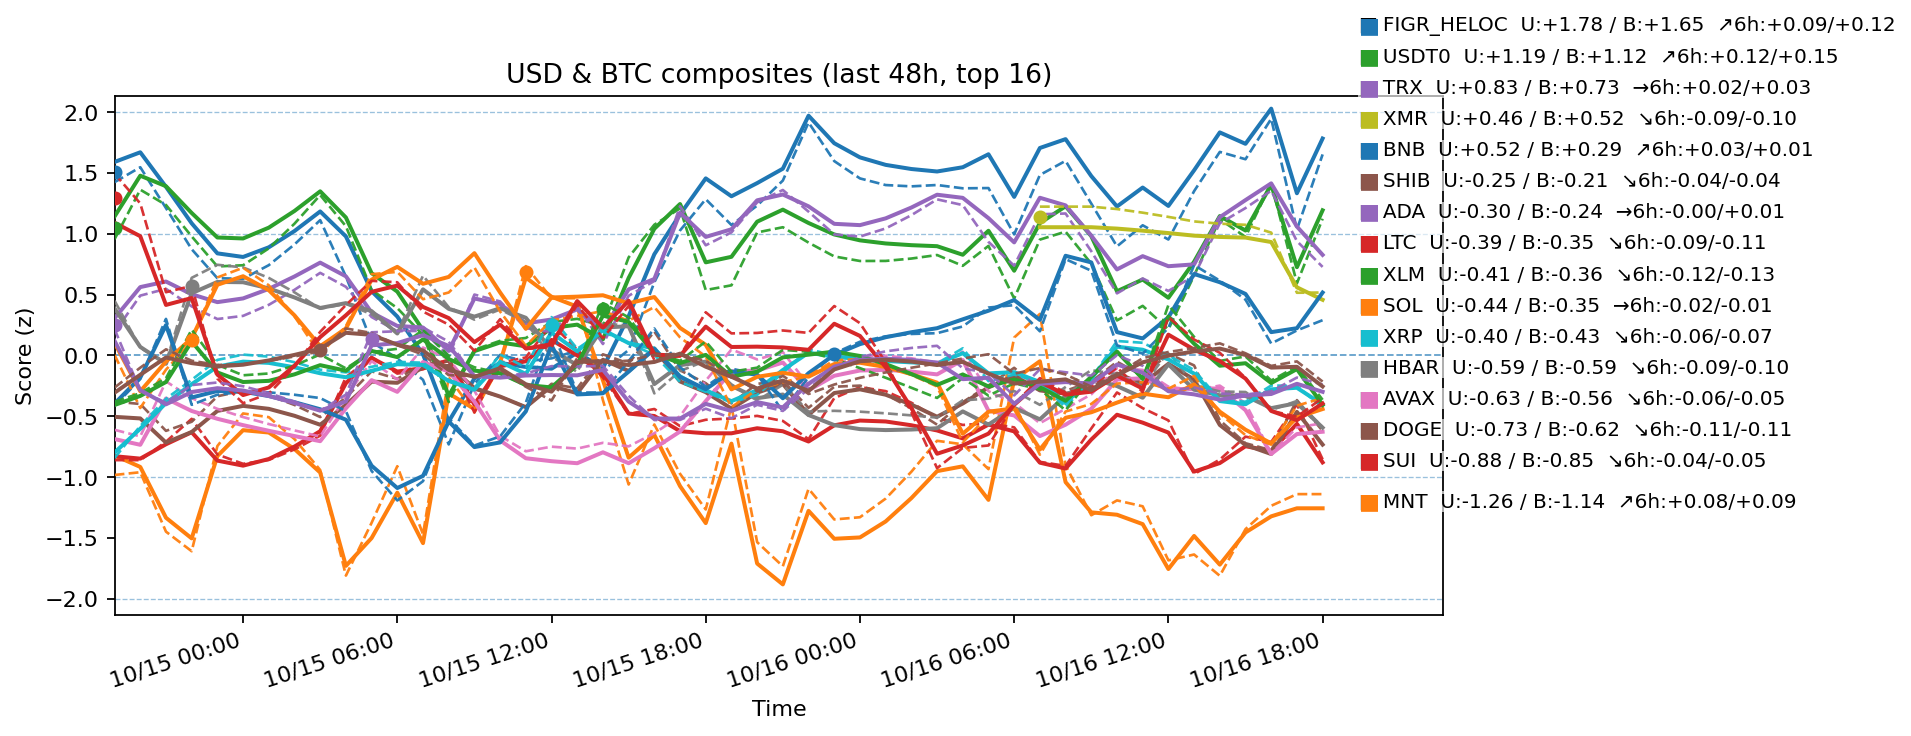 FIGR_HELOC U:+1.78 / B:+1.65 ↗6h:+0.09/+0.12
USDT0 U:+1.19 / B:+1.12 ↗6h:+0.12/+0.15
USD & BTC composites (last 48h, top 16)
TRX U:+0.83 / B:+0.73 →6h:+0.02/+0.03
XMR U:+0.46 / B:+0.52 ↘6h:-0.09/-0.10
BNB U:+0.52 / B:+0.29 ↗6h:+0.03/+0.01
SHIB U:-0.25 / B:-0.21 ↘6h:-0.04/-0.04
ADA U:-0.30 / B:-0.24 →6h:-0.00/+0.01
LTC U:-0.39 / B:-0.35 ↘6h:-0.09/-0.11
XLM U:-0.41 / B:-0.36 ↘6h:-0.12/-0.13
SOL U:-0.44 / B:-0.35 →6h:-0.02/-0.01
XRP U:-0.40 / B:-0.43 ↘6h:-0.06/-0.07
HBAR U:-0.59 / B:-0.59 ↘6h:-0.09/-0.10
AVAX U:-0.63 / B:-0.56 ↘6h:-0.06/-0.05
DOGE U:-0.73 / B:-0.62 ↘6h:-0.11/-0.11
SUI U:-0.88 / B:-0.85 ↘6h:-0.04/-0.05
MNT U:-1.26 / B:-1.14 ↗6h:+0.08/+0.09
Score (z)
2.0
1.5
1.0
0.5
0.0
−0.5
−1.0
−1.5
−2.0
10/15 00:00
10/15 06:00
10/15 12:00
10/15 18:00
10/16 00:00
10/16 06:00
10/16 12:00
10/16 18:00
Time